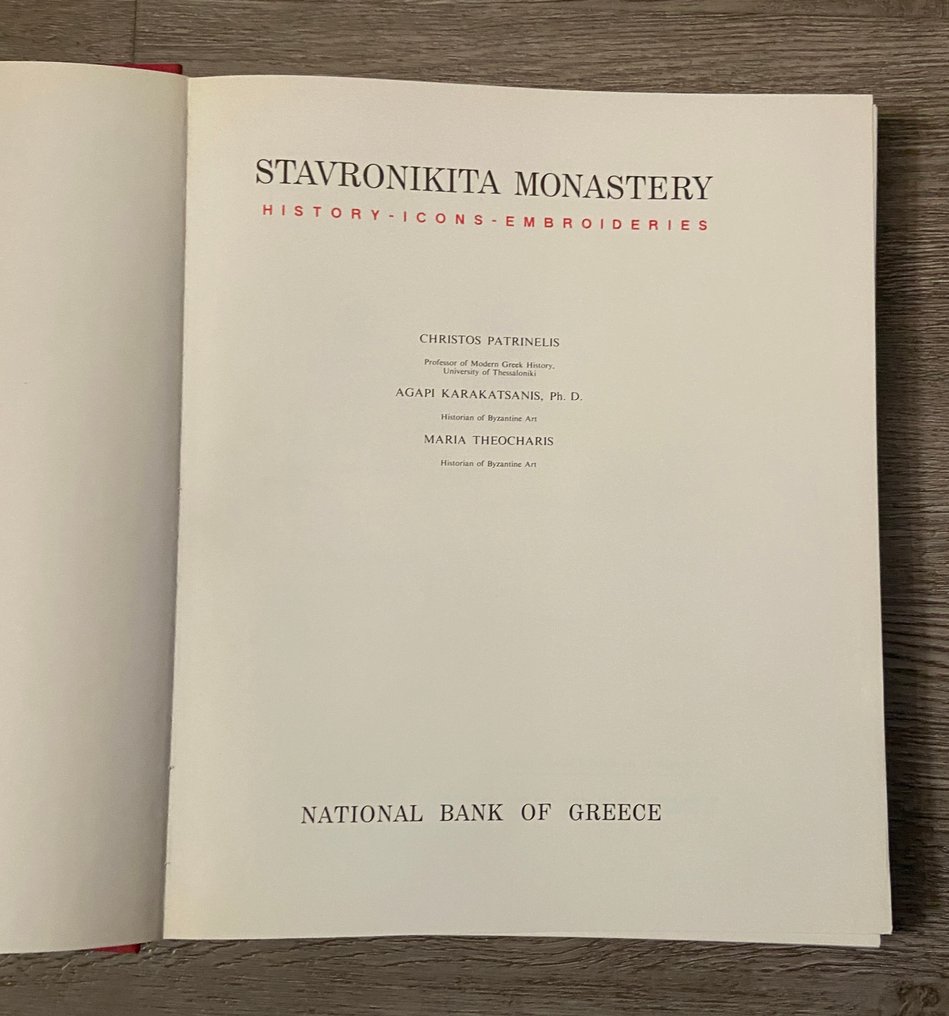 STAVRONIKITA MONASTERY
HISTORY-ICONS-EMBROIDERIES
CHRISTOS PATRINELIS
Professor of Modern Greek History,
University of Thessaloniki
AGAPI KARAKATSANIS, Ph. D.
Historian of Byzantine Art
MARIA THEOCHARIS
Historian of Byzantine Art
NATIONAL BANK OF GREECE